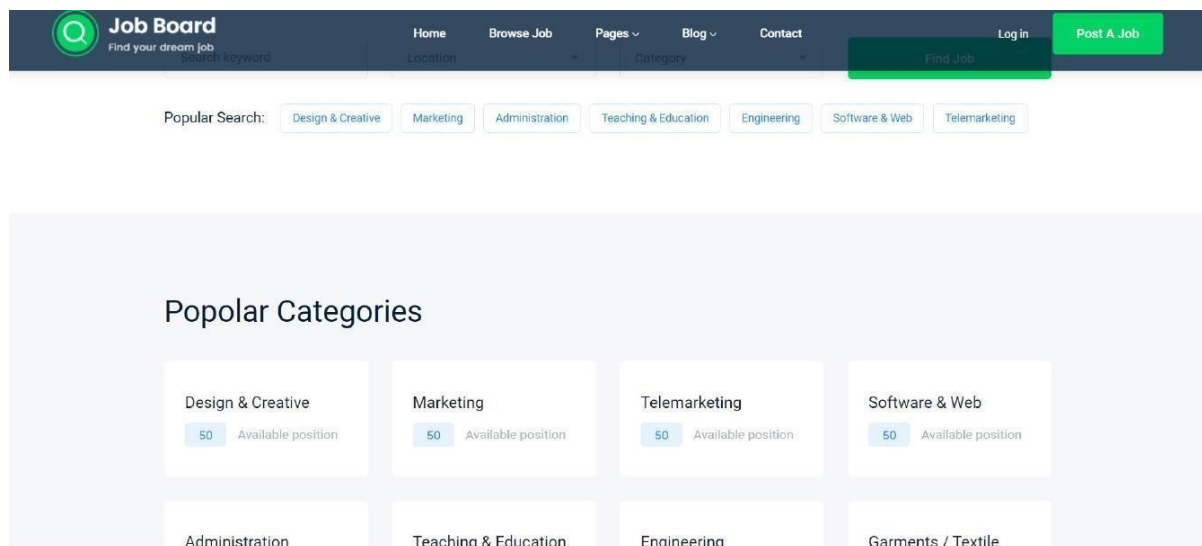 Job Board
Find your dream job
Home Browse Job Pages Blog Contact Log in Post A Job
Search keyword Location Category Find Job
Popular Search: Design & Creative Marketing Administration Teaching & Education Engineering Software & Web Telemarketing
Popolar Categories
Design & Creative Marketing Telemarketing Software & Web
50 Available position 50 Available position 50 Available position 50 Available position
Administration Teaching & Education Engineering Garments / Textile